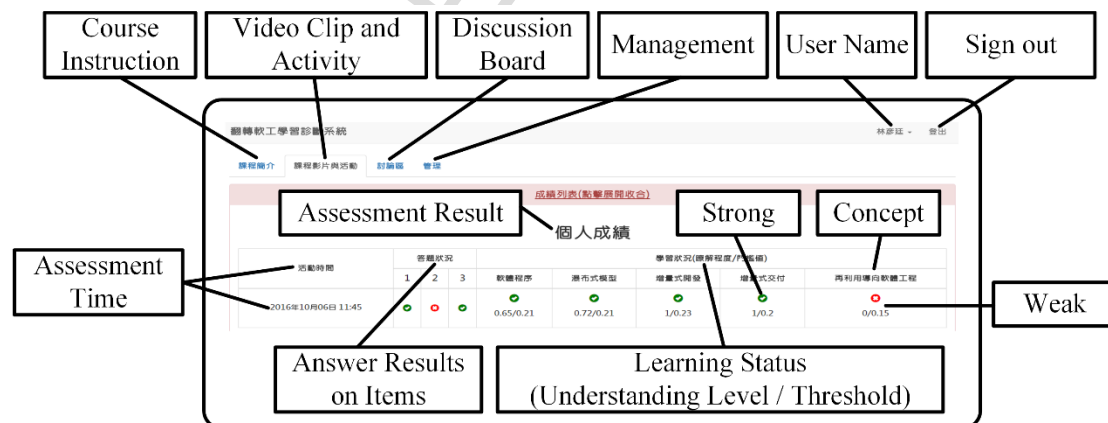 Course
Instruction
Video Clip and
Activity
Discussion
Board
Management
User Name
Sign out
翻轉軟工學習診斷系統
林彥廷
登出
課程簡介
課程影片與活動
討論區
管理
成績列表(點擊展開收合)
Assessment Result
Strong
Concept
個人成績
Assessment
Time
活動時間
答題狀況
學習狀況(瞭解程度/門檻值)
1 2 3
軟體程序
瀑布式模型
增量式開發
增量式交付
再利用導向軟體工程
2016年10月06日 11:45
0.65/0.21
0.72/0.21
1/0.23
1/0.2
0/0.15
Weak
Answer Results
on Items
Learning Status
(Understanding Level / Threshold)